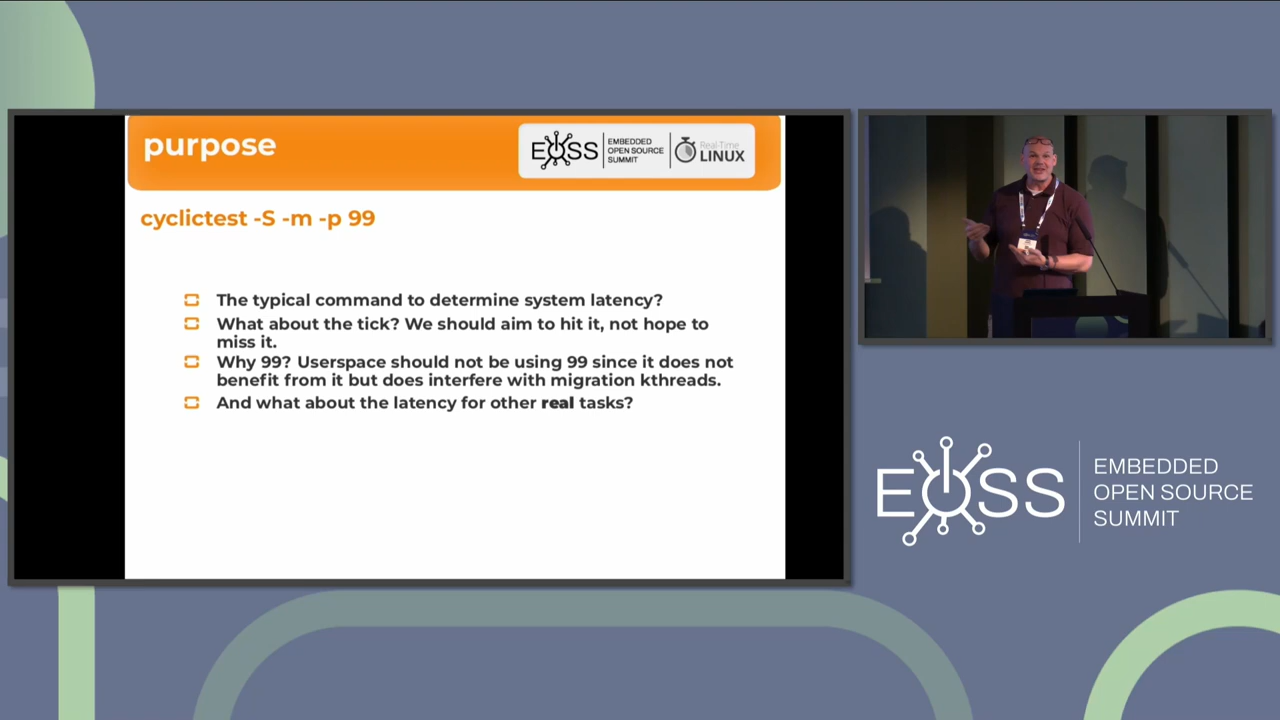 purpose
EOSS
EMBEDDED
OPEN SOURCE
SUMMIT
Real-Time
LINUX
cyclictest -S -m -p 99
The typical command to determine system latency?
What about the tick? We should aim to hit it, not hope to
miss it.
Why 99? Userspace should not be using 99 since it does not
benefit from it but does interfere with migration kthreads.
And what about the latency for other real tasks?
EOSS
EMBEDDED
OPEN SOURCE
SUMMIT